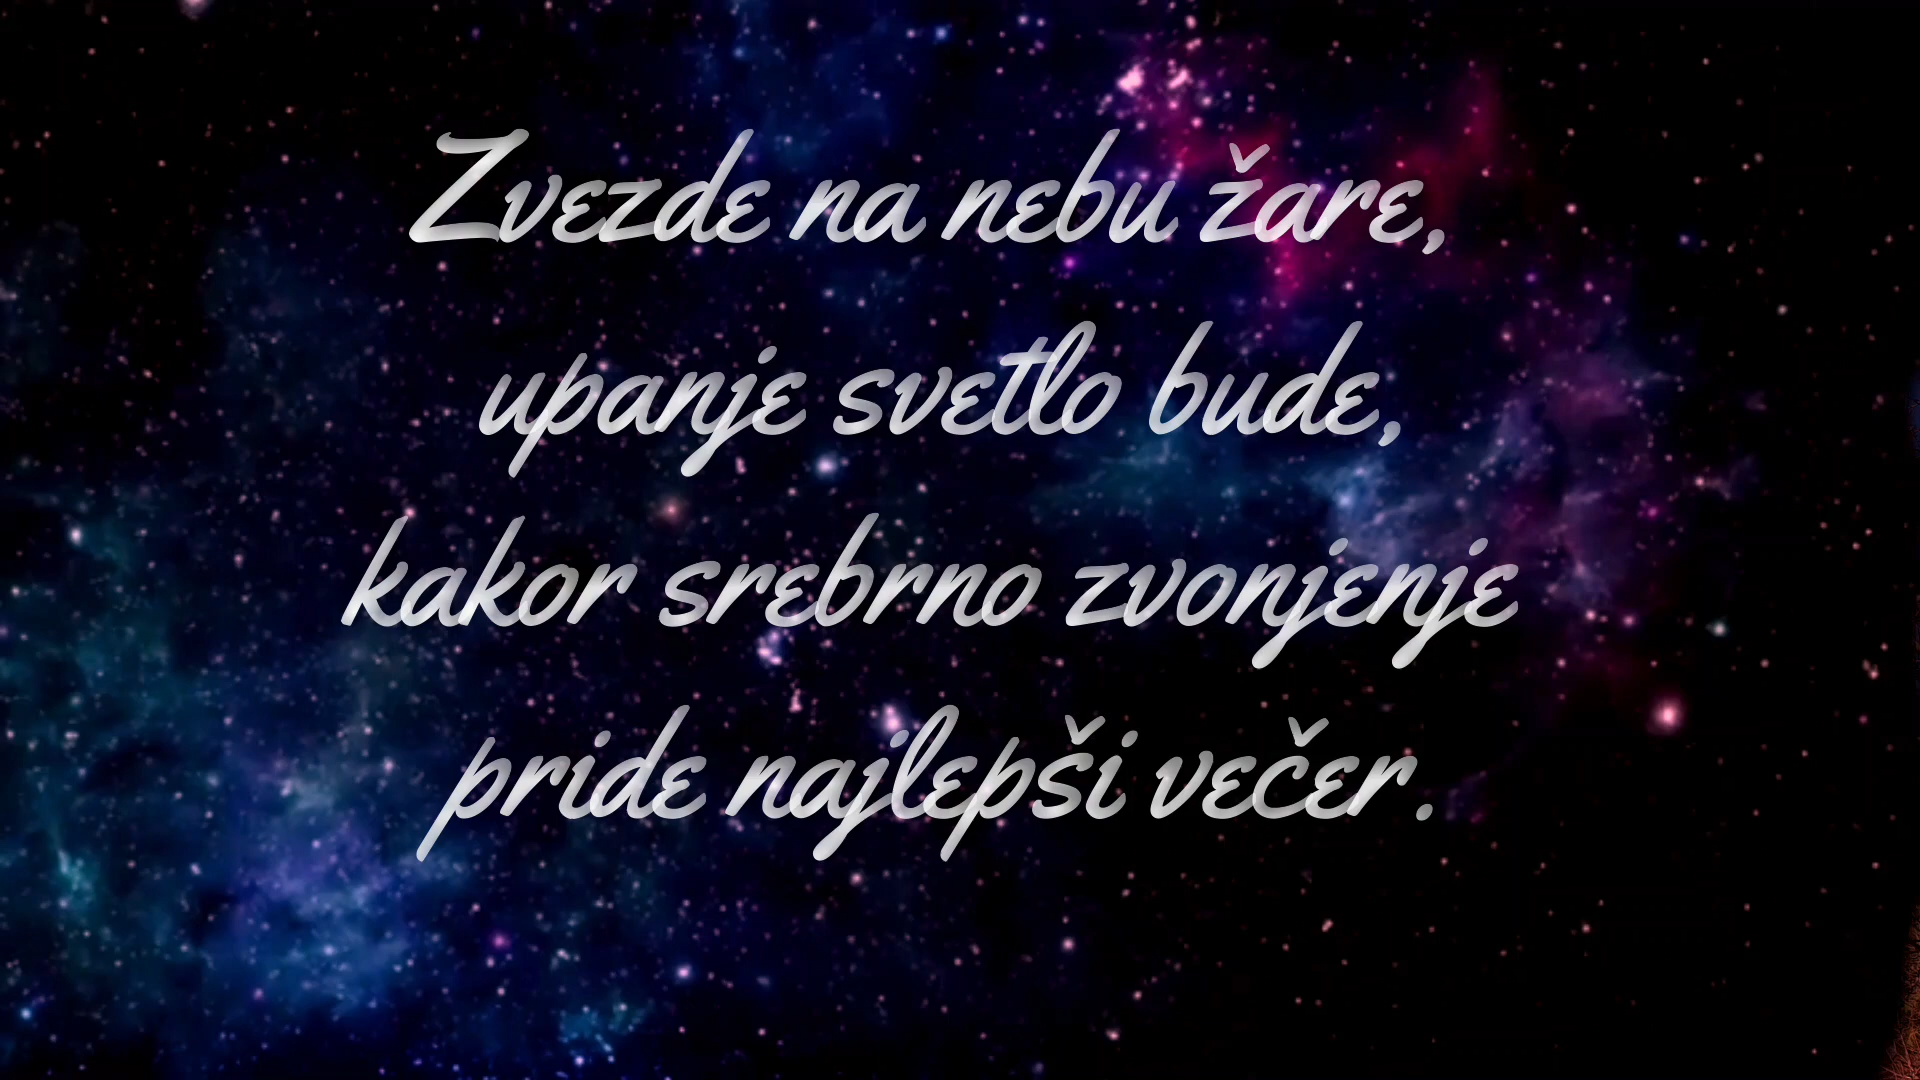 Zvezde na nebu žare,
upanje svetlo bude,
kakor srebrno zvonjenje
pride najlepši večer.